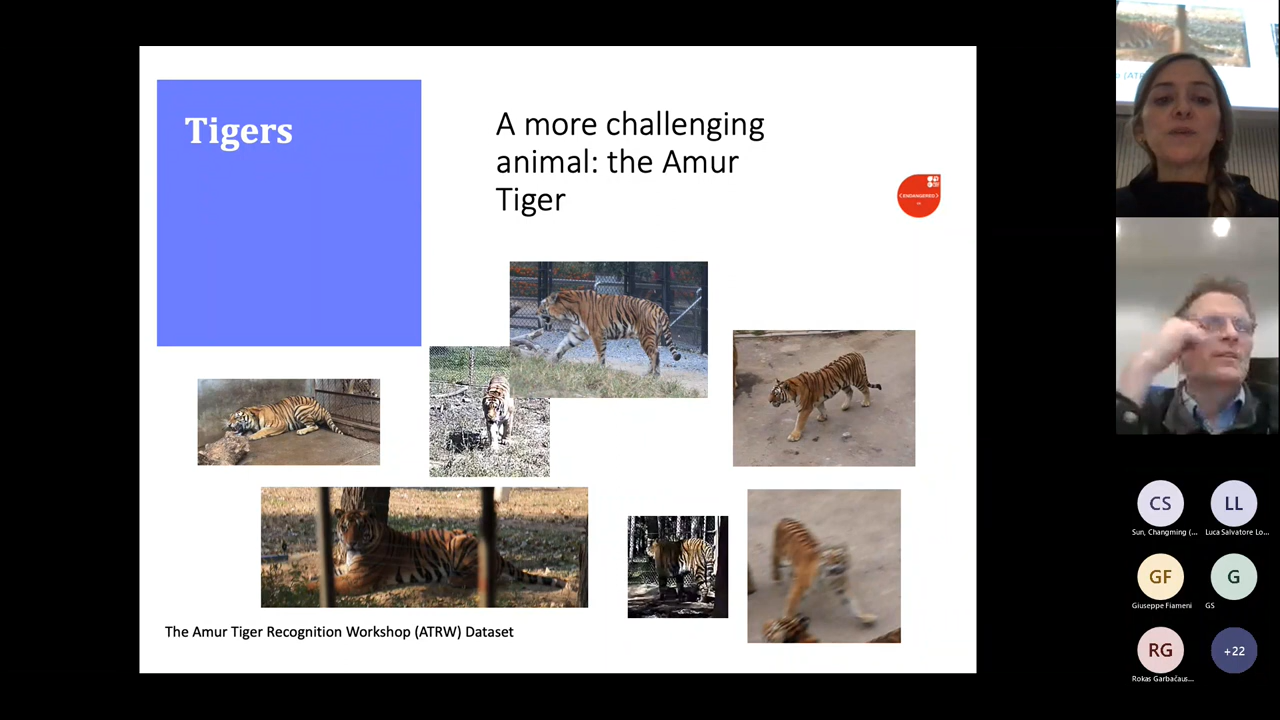 Tigers
A more challenging
animal: the Amur
Tiger
ENDANGERED
The Amur Tiger Recognition Workshop (ATRW) Dataset
CS
LL
Sun, Changming (...
Luca Salvatore Lo...
GF
G
Giuseppe Fiameni
GS
RG
+22
Rokas Garbačaus...